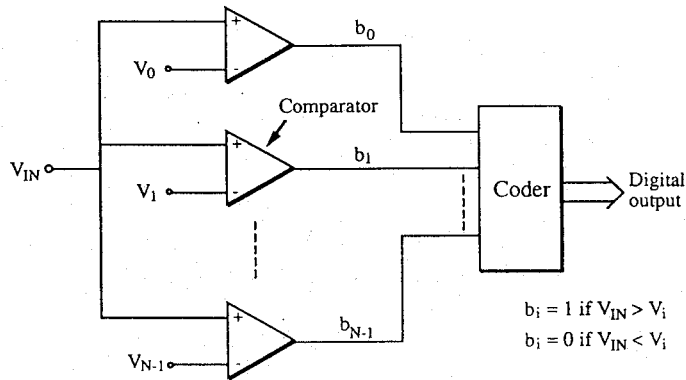 +
b0
V0
-
Comparator
+
b1
VIN
V1
-
Coder
Digital
output
+
bN-1
VN-1
-
bi = 1 if VIN > Vi
bi = 0 if VIN < Vi